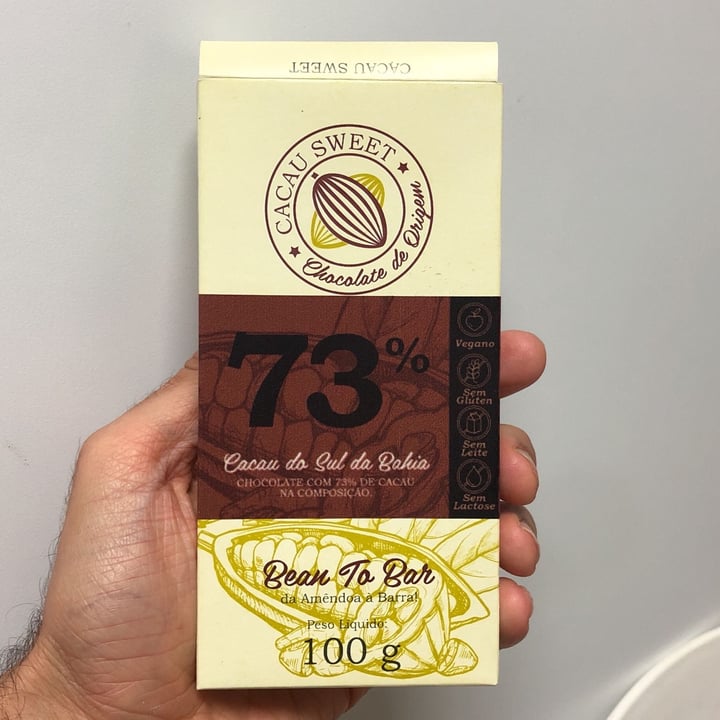 CACAU SWEET
CACAU SWEET
Chocolate de Origem
73%
Vegano
Sem
Glúten
Sem
Leite
Sem
Lactose
Cacau do Sul da Bahia
CHOCOLATE COM 73% DE CACAU
NA COMPOSIÇÃO.
Bean To Bar
da Amêndoa à Barra!
Peso Líquido:
100 g